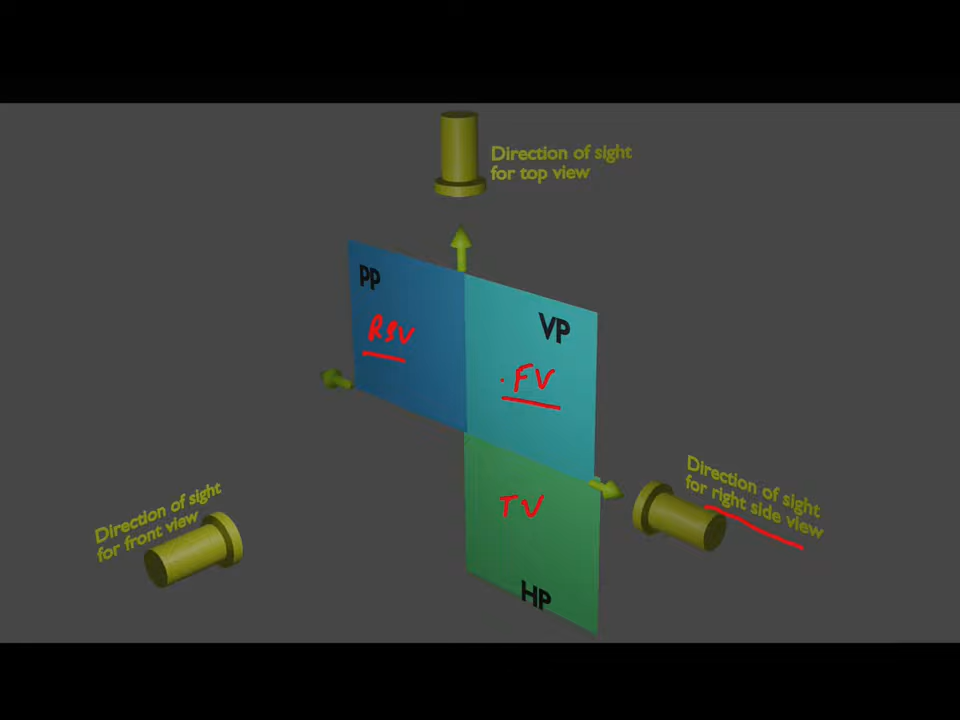 Direction of sight
for top view
PP
RSV
VP
.FV
Direction of sight
for right side view
TV
Direction of sight
for front view
HP